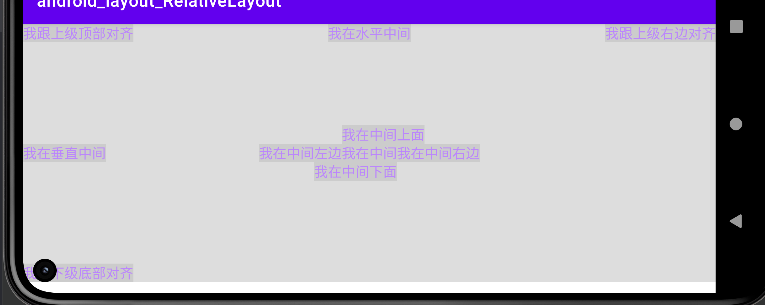 android_layout_RelativeLayout
我跟上级顶部对齐 我在水平中间 我跟上级右边对齐
我在中间上面
我在垂直中间 我在中间左边我在中间我在中间右边
我在中间下面
下级底部对齐